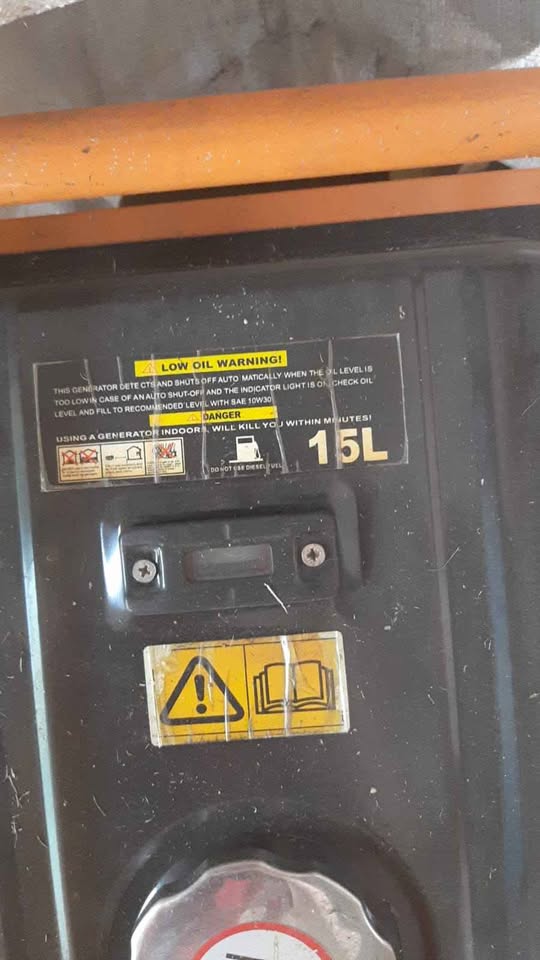 LOW OIL WARNING!
THIS GENERATOR DETECTS AND SHUTS OFF AUTO MATICALLY WHEN THE OIL LEVEL IS
TOO LOW IN CASE OF AN AUTO SHUT-OFF AND THE INDICATOR LIGHT IS ON, CHECK OIL
LEVEL AND FILL TO RECOMMENDED LEVEL WITH SAE 10W30
DANGER
USING A GENERATOR INDOORS, WILL KILL YOU WITHIN MINUTES!
DO NOT USE DIESEL FUEL
15L